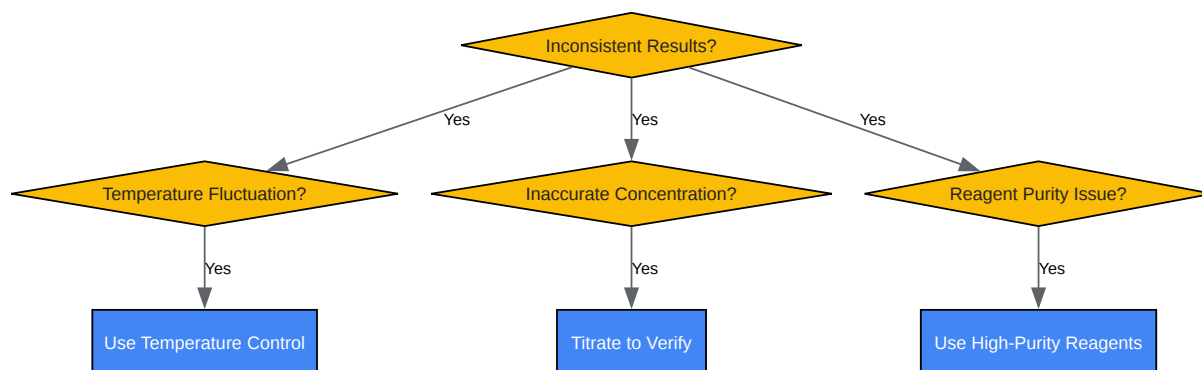 Inconsistent Results?
Yes
Yes
Yes
Temperature Fluctuation?
Inaccurate Concentration?
Reagent Purity Issue?
Yes
Yes
Yes
Use Temperature Control
Titrate to Verify
Use High-Purity Reagents